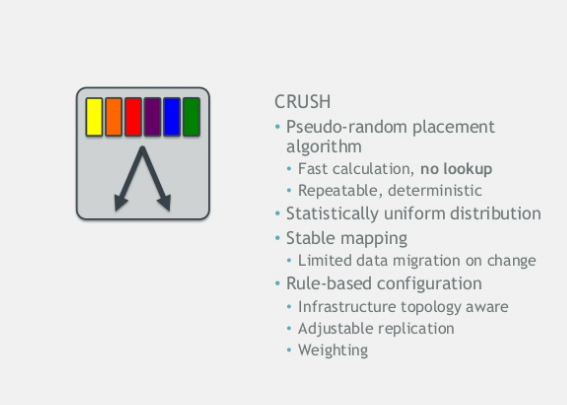 CRUSH
• Pseudo-random placement
algorithm
• Fast calculation, no lookup
• Repeatable, deterministic
• Statistically uniform distribution
• Stable mapping
• Limited data migration on change
• Rule-based configuration
• Infrastructure topology aware
• Adjustable replication
• Weighting